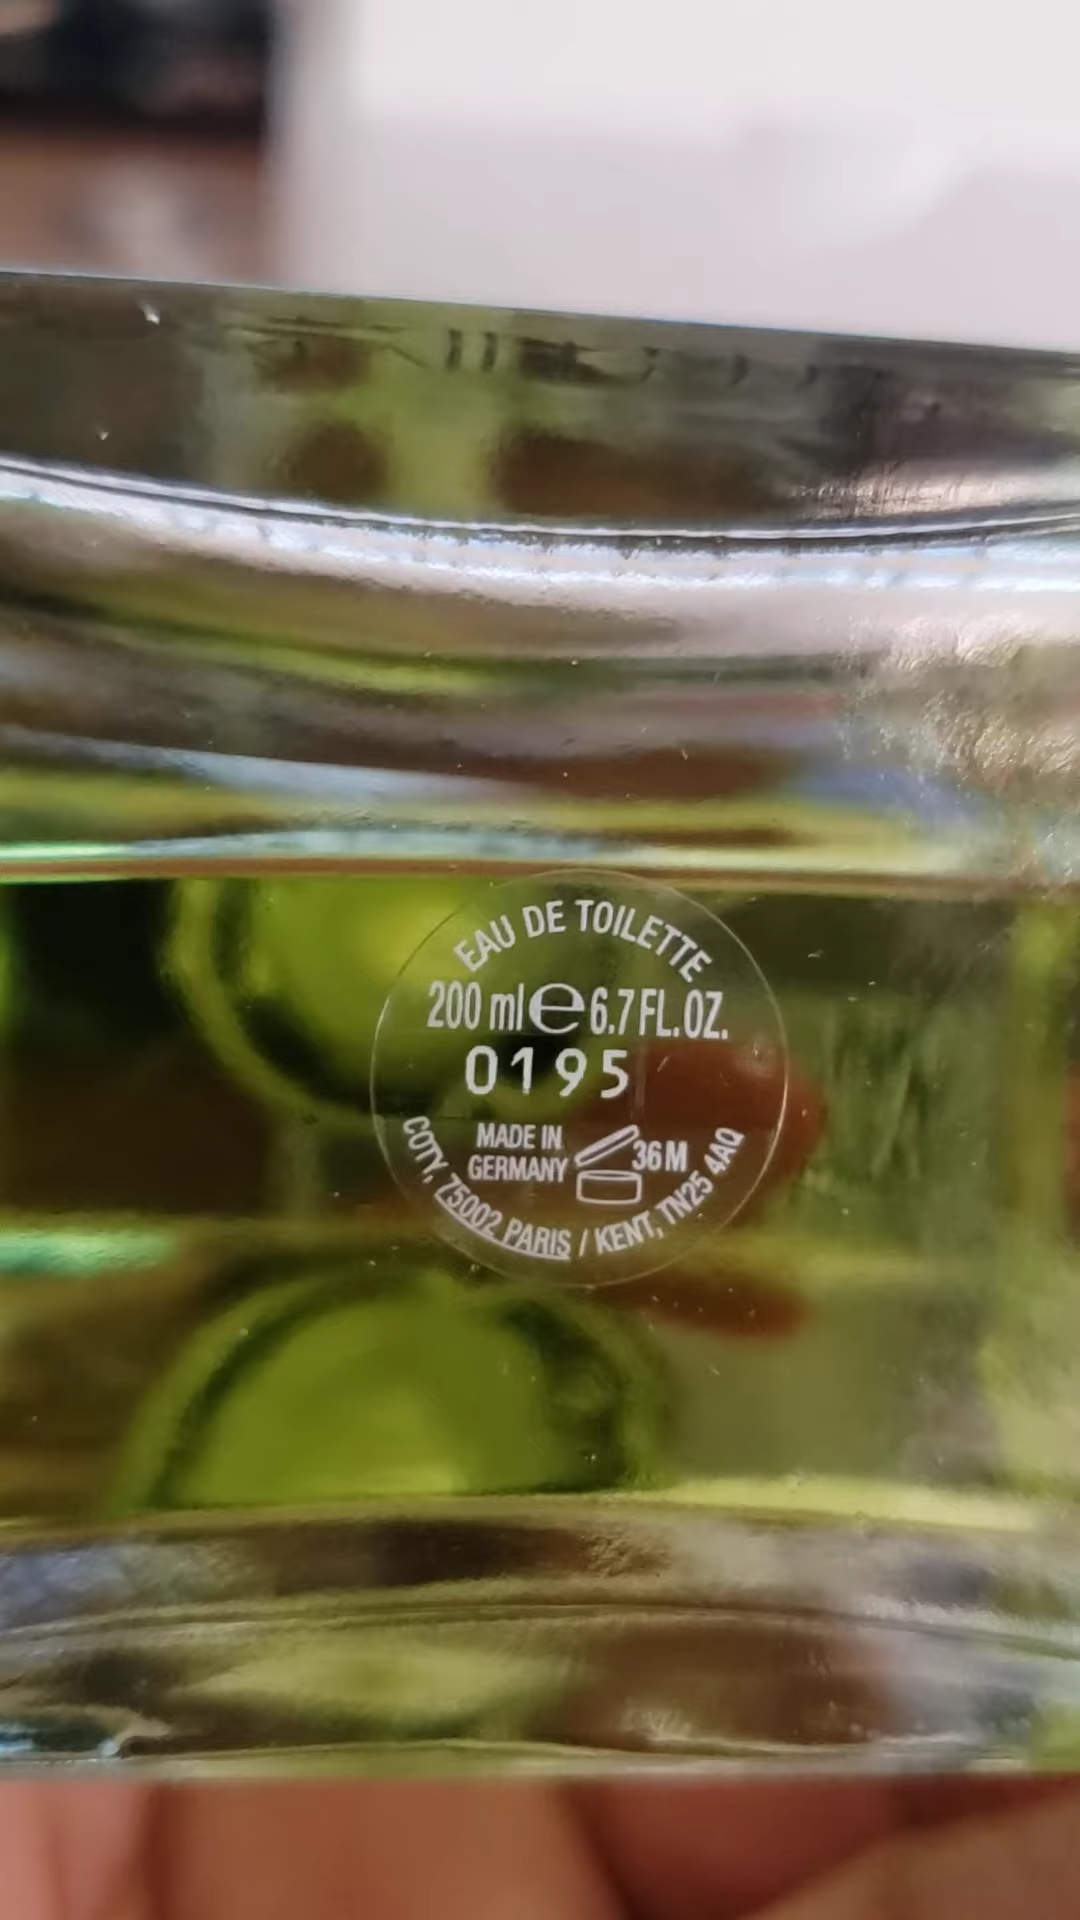 EAU DE TOILETTE
200 ml e 6.7 FL.OZ.
0195
MADE IN
GERMANY
36M
COTY, 75002 PARIS / KENT, TN25 4AQ